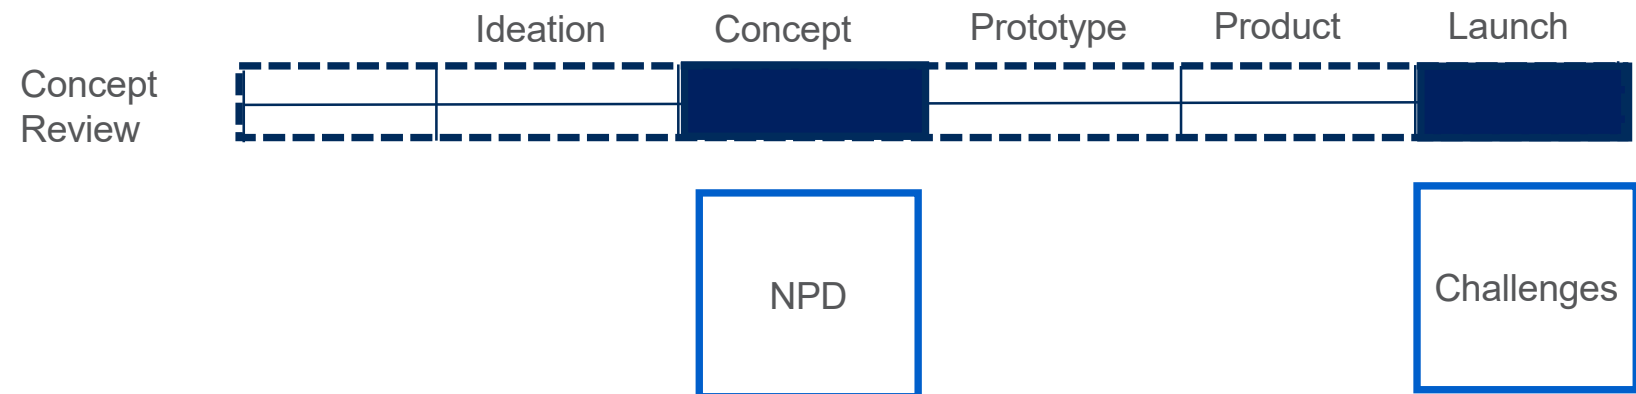 Ideation
Concept
Prototype
Product
Launch
Concept
Review
NPD
Challenges